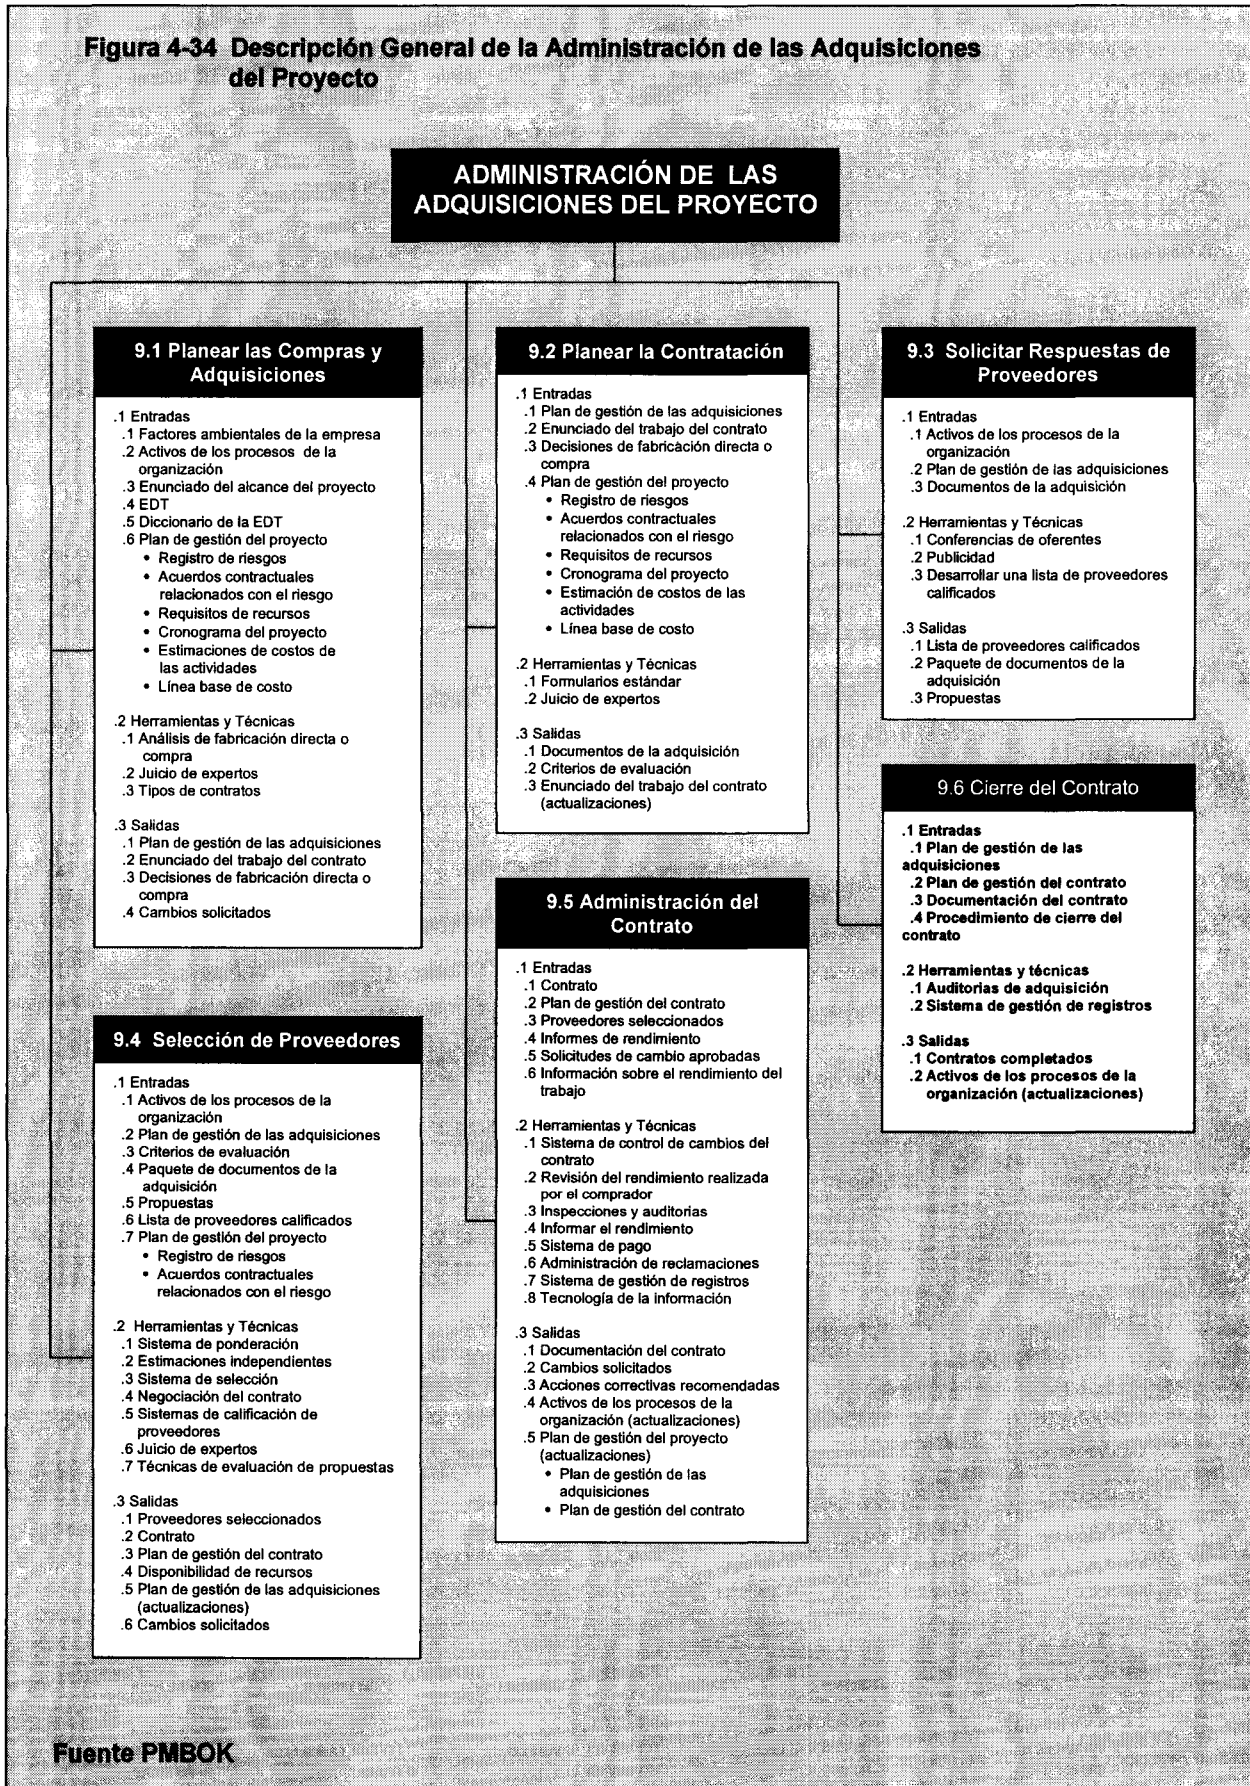 Figura 4-34 Descripción General de la Administración de las Adquisiciones
del Proyecto
ADMINISTRACIÓN DE LAS
ADQUISICIONES DEL PROYECTO
9.1 Planear las Compras y
Adquisiciones
.1 Entradas
.1 Factores ambientales de la empresa
.2 Activos de los procesos de la
organización
.3 Enunciado del alcance del proyecto
.4 EDT
.5 Diccionario de la EDT
.6 Plan de gestión del proyecto
• Registro de riesgos
• Acuerdos contractuales
relacionados con el riesgo
• Requisitos de recursos
• Cronograma del proyecto
• Estimaciones de costos de
las actividades
• Línea base de costo
.2 Herramientas y Técnicas
.1 Análisis de fabricación directa o
compra
.2 Juicio de expertos
.3 Tipos de contratos
.3 Salidas
.1 Plan de gestión de las adquisiciones
.2 Enunciado del trabajo del contrato
.3 Decisiones de fabricación directa o
compra
.4 Cambios solicitados
9.2 Planear la Contratación
.1 Entradas
.1 Plan de gestión de las adquisiciones
.2 Enunciado del trabajo del contrato
.3 Decisiones de fabricación directa o
compra
.4 Plan de gestión del proyecto
• Registro de riesgos
• Acuerdos contractuales
relacionados con el riesgo
• Requisitos de recursos
• Cronograma del proyecto
• Estimación de costos de las
actividades
• Línea base de costo
.2 Herramientas y Técnicas
.1 Formularios estándar
.2 Juicio de expertos
.3 Salidas
.1 Documentos de la adquisición
.2 Criterios de evaluación
.3 Enunciado del trabajo del contrato
(actualizaciones)
9.3 Solicitar Respuestas de
Proveedores
.1 Entradas
.1 Activos de los procesos de la
organización
.2 Plan de gestión de las adquisiciones
.3 Documentos de la adquisición
.2 Herramientas y Técnicas
.1 Conferencias de oferentes
.2 Publicidad
.3 Desarrollar una lista de proveedores
calificados
.3 Salidas
.1 Lista de proveedores calificados
.2 Paquete de documentos de la
adquisición
.3 Propuestas
9.4 Selección de Proveedores
.1 Entradas
.1 Activos de los procesos de la
organización
.2 Plan de gestión de las adquisiciones
.3 Criterios de evaluación
.4 Paquete de documentos de la
adquisición
.5 Propuestas
.6 Lista de proveedores calificados
.7 Plan de gestión del proyecto
• Registro de riesgos
• Acuerdos contractuales
relacionados con el riesgo
.2 Herramientas y Técnicas
.1 Sistema de ponderación
.2 Estimaciones independientes
.3 Sistema de selección
.4 Negociación del contrato
.5 Sistemas de calificación de
proveedores
.6 Juicio de expertos
.7 Técnicas de evaluación de propuestas
.3 Salidas
.1 Proveedores seleccionados
.2 Contrato
.3 Plan de gestión del contrato
.4 Disponibilidad de recursos
.5 Plan de gestión de las adquisiciones
(actualizaciones)
.6 Cambios solicitados
9.5 Administración del
Contrato
.1 Entradas
.1 Contrato
.2 Plan de gestión del contrato
.3 Proveedores seleccionados
.4 Informes de rendimiento
.5 Solicitudes de cambio aprobadas
.6 Información sobre el rendimiento del
trabajo
.2 Herramientas y Técnicas
.1 Sistema de control de cambios del
contrato
.2 Revisión del rendimiento realizada
por el comprador
.3 Inspecciones y auditorias
.4 Informar el rendimiento
.5 Sistema de pago
.6 Administración de reclamaciones
.7 Sistema de gestión de registros
.8 Tecnología de la información
.3 Salidas
.1 Documentación del contrato
.2 Cambios solicitados
.3 Acciones correctivas recomendadas
.4 Activos de los procesos de la
organización (actualizaciones)
.5 Plan de gestión del proyecto
(actualizaciones)
• Plan de gestión de las
adquisiciones
• Plan de gestión del contrato
9.6 Cierre del Contrato
.1 Entradas
.1 Plan de gestión de las
adquisiciones
.2 Plan de gestión del contrato
.3 Documentación del contrato
.4 Procedimiento de cierre del
contrato
.2 Herramientas y técnicas
.1 Auditorias de adquisición
.2 Sistema de gestión de registros
.3 Salidas
.1 Contratos completados
.2 Activos de los procesos de la
organización (actualizaciones)
Fuente PMBOK